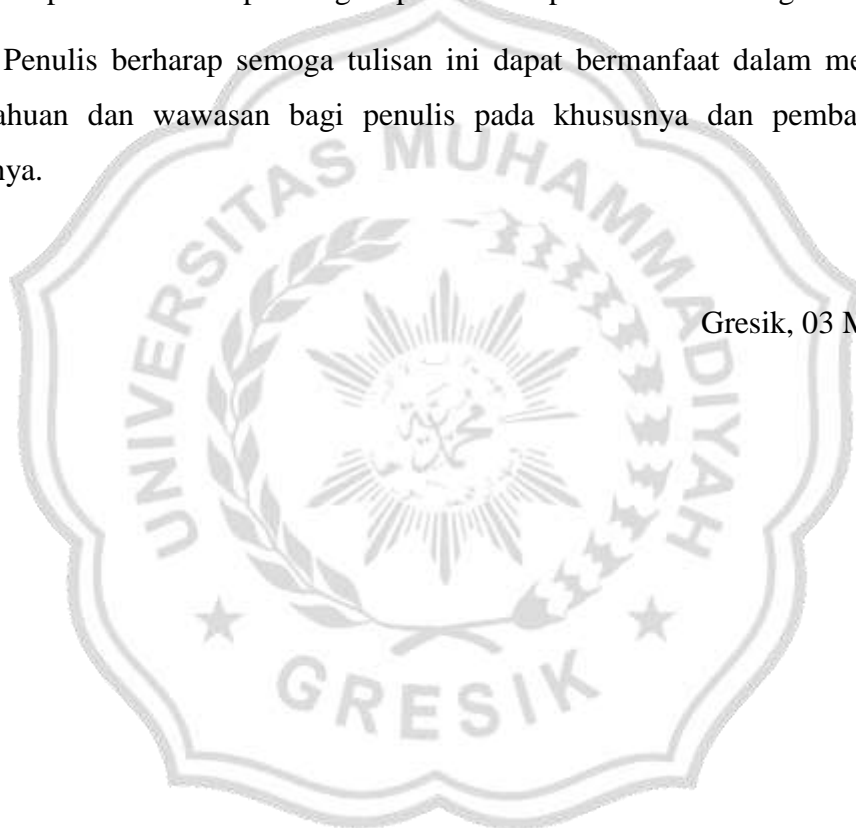 Penulis berharap semoga tulisan ini dapat bermanfaat dalam me
ahuan dan wawasan bagi penulis pada khususnya dan pemba
nya.
Gresik, 03 M
UNIVERSITAS MUHAMMADIYAH
GRESIK